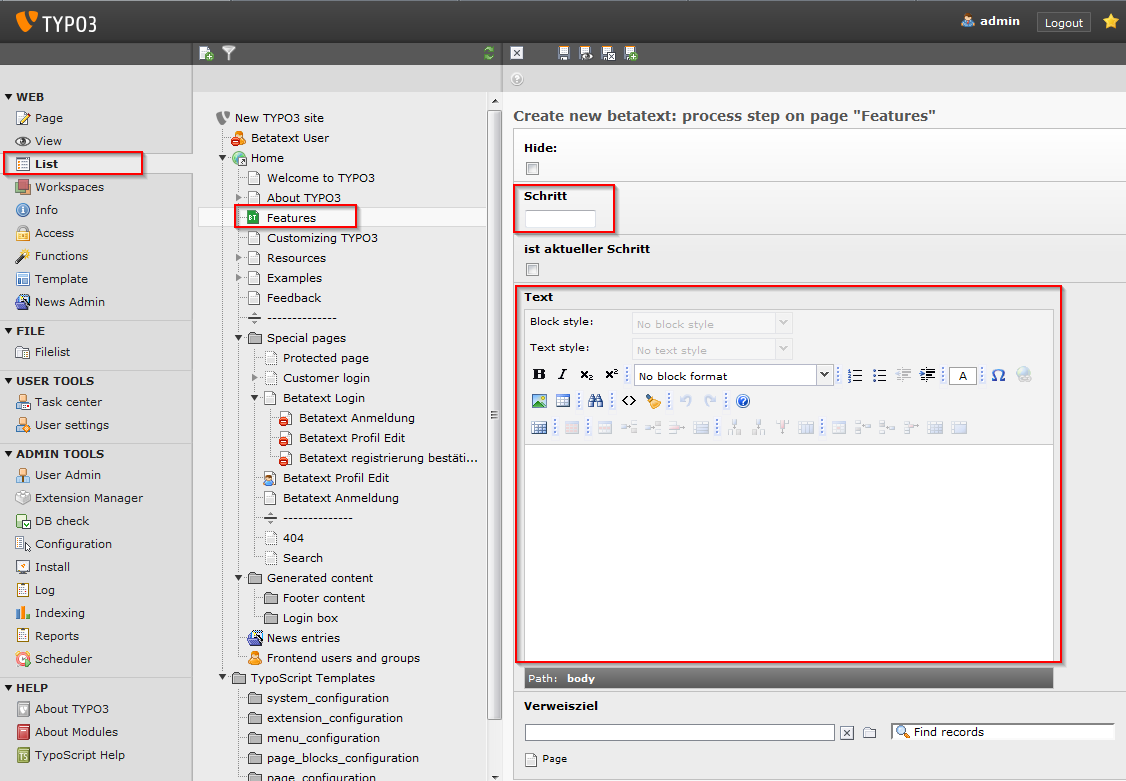 TYPO3
admin
Logout
WEB
Page
View
List
Workspaces
Info
Access
Functions
Template
News Admin
FILE
Filelist
USER TOOLS
Task center
User settings
ADMIN TOOLS
User Admin
Extension Manager
DB check
Configuration
Install
Log
Indexing
Reports
Scheduler
HELP
About TYPO3
About Modules
TypoScript Help
New TYPO3 site
Betatext User
Home
Welcome to TYPO3
About TYPO3
Features
Customizing TYPO3
Resources
Examples
Feedback
--------------
Special pages
Protected page
Customer login
Betatext Login
Betatext Anmeldung
Betatext Profil Edit
Betatext registrierung bestäti...
Betatext Profil Edit
Betatext Anmeldung
--------------
404
Search
Generated content
Footer content
Login box
News entries
Frontend users and groups
TypoScript Templates
system_configuration
extension_configuration
menu_configuration
page_blocks_configuration
page_configuration
Create new betatext: process step on page "Features"
Hide:
Schritt
ist aktueller Schritt
Text
Block style: No block style
Text style: No text style
B I x₂ x² No block format A Ω
Path: body
Verweisziel
Find records
Page